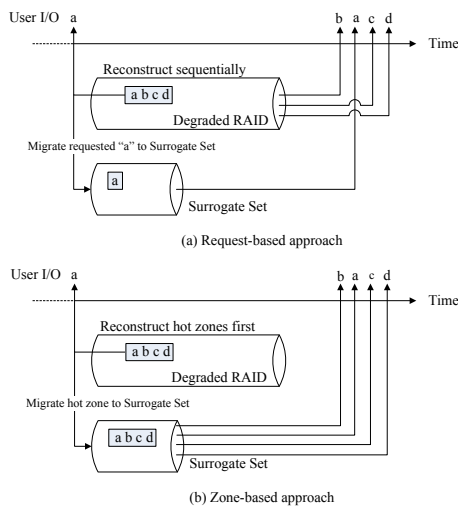 User I/O a
b a c d
Time
Reconstruct sequentially
a b c d
Degraded RAID
Migrate requested “a” to Surrogate Set
a
Surrogate Set
(a) Request-based approach
User I/O a
b a c d
Time
Reconstruct hot zones first
a b c d
Degraded RAID
Migrate hot zone to Surrogate Set
a b c d
Surrogate Set
(b) Zone-based approach